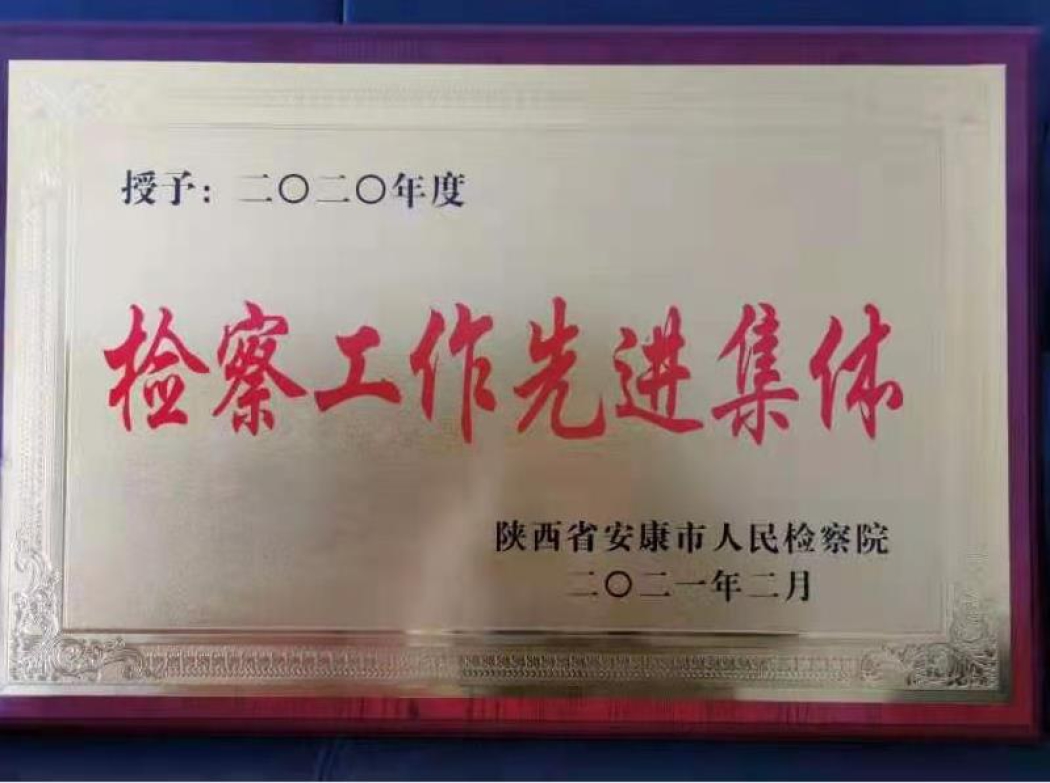 授予：二〇二〇年度
检察工作先进集体
陕西省安康市人民检察院
二〇二一年二月